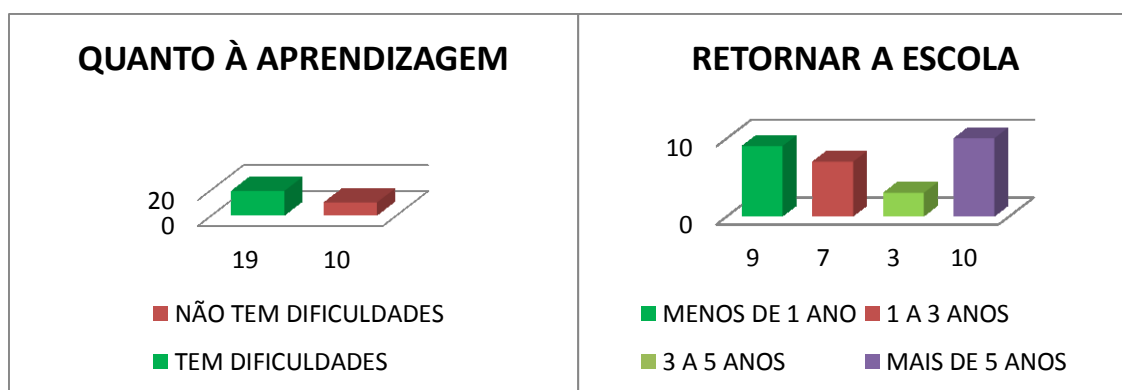 QUANTO À APRENDIZAGEM
20
0
19 10
NÃO TEM DIFICULDADES
TEM DIFICULDADES
RETORNAR A ESCOLA
10
0
9 7 3 10
MENOS DE 1 ANO 1 A 3 ANOS
3 A 5 ANOS MAIS DE 5 ANOS